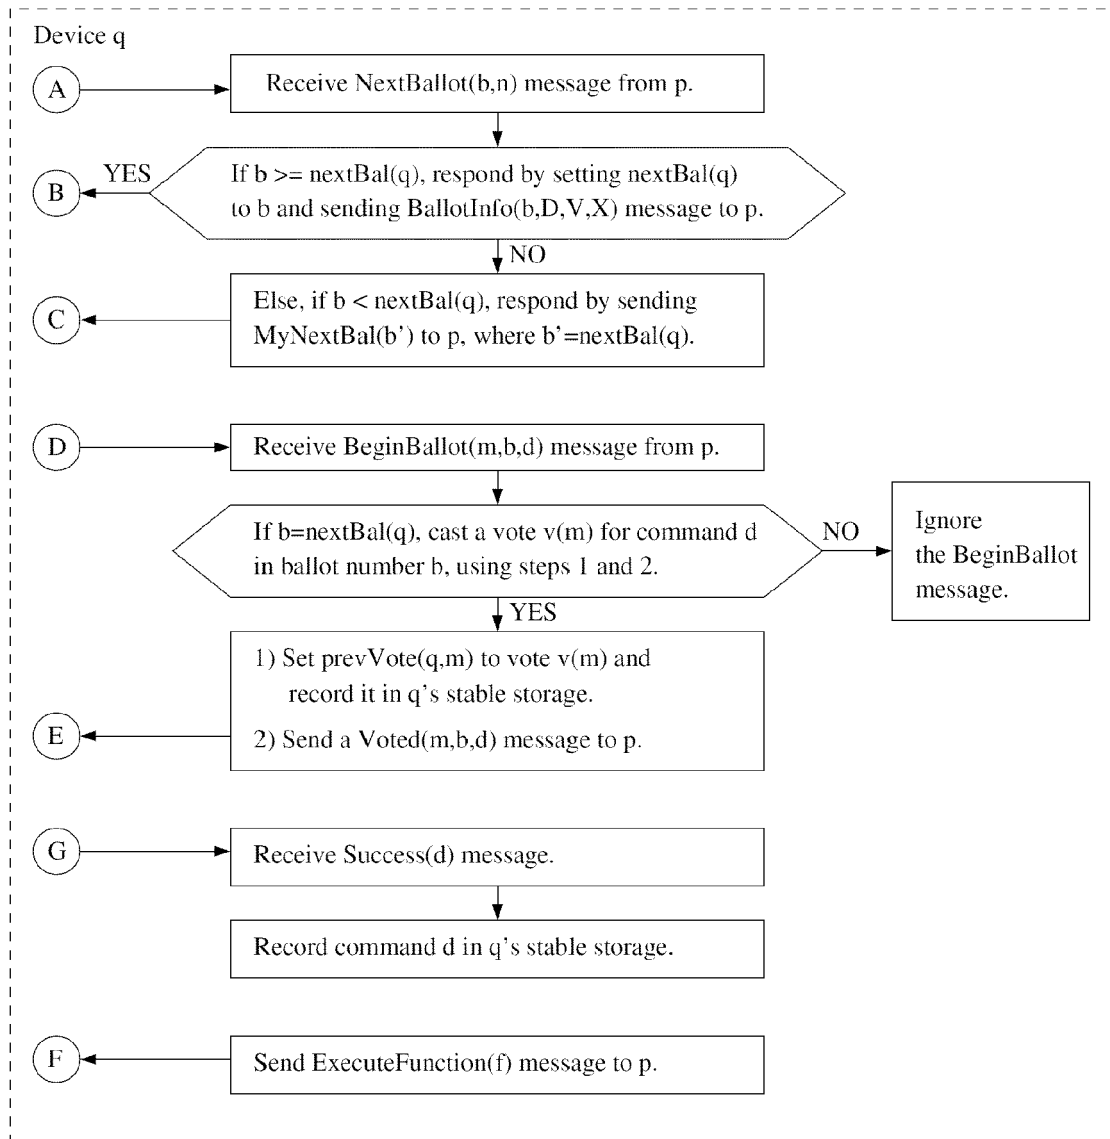 Device q
A
Receive NextBallot(b,n) message from p.
YES
B
If b >= nextBal(q), respond by setting nextBal(q)
to b and sending BallotInfo(b,D,V,X) message to p.
NO
C
Else, if b < nextBal(q), respond by sending
MyNextBal(b') to p, where b'=nextBal(q).
D
Receive BeginBallot(m,b,d) message from p.
If b=nextBal(q), cast a vote v(m) for command d
in ballot number b, using steps 1 and 2.
NO
Ignore
the BeginBallot
message.
YES
1) Set prevVote(q,m) to vote v(m) and
record it in q's stable storage.
E
2) Send a Voted(m,b,d) message to p.
G
Receive Success(d) message.
Record command d in q's stable storage.
F
Send ExecuteFunction(f) message to p.